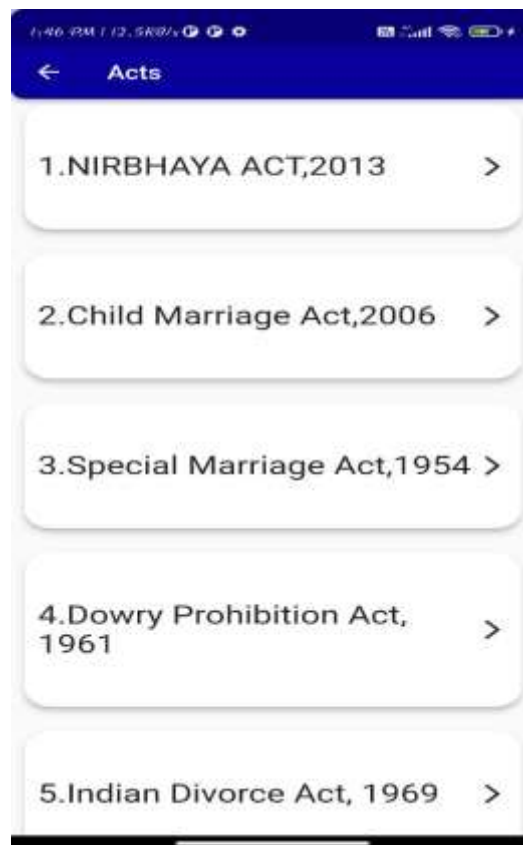 Acts
1.NIRBHAYA ACT,2013
2.Child Marriage Act,2006
3.Special Marriage Act,1954
4.Dowry Prohibition Act,
1961
5.Indian Divorce Act, 1969